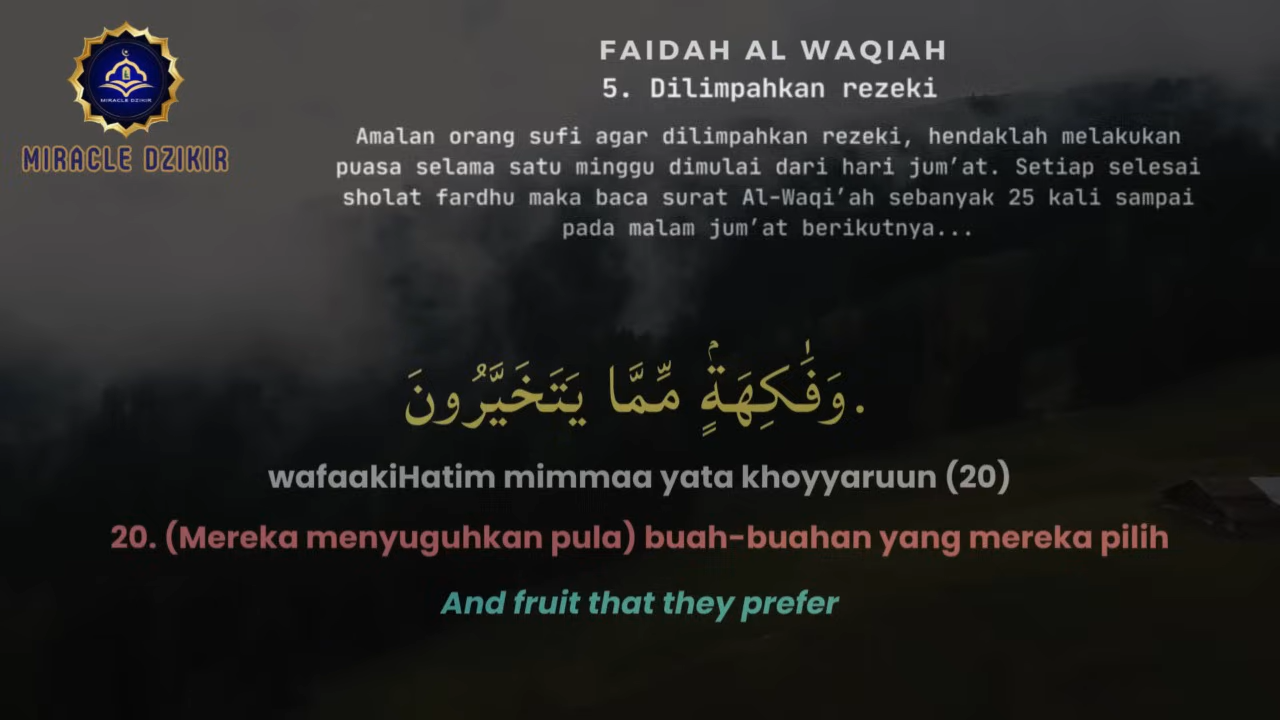 MIRACLE DZIKIR
MIRACLE DZIKIR
FAIDAH AL WAQIAH
5. Dilimpahkan rezeki
Amalan orang sufi agar dilimpahkan rezeki, hendaklah melakukan
puasa selama satu minggu dimulai dari hari jum’at. Setiap selesai
sholat fardhu maka baca surat Al-Waqi’ah sebanyak 25 kali sampai
pada malam jum’at berikutnya...
.وَفَٰكِهَةٍۢ مِّمَّا يَتَخَيَّرُونَ
wafaakiHatim mimmaa yata khoyyaruun (20)
20. (Mereka menyuguhkan pula) buah-buahan yang mereka pilih
And fruit that they prefer